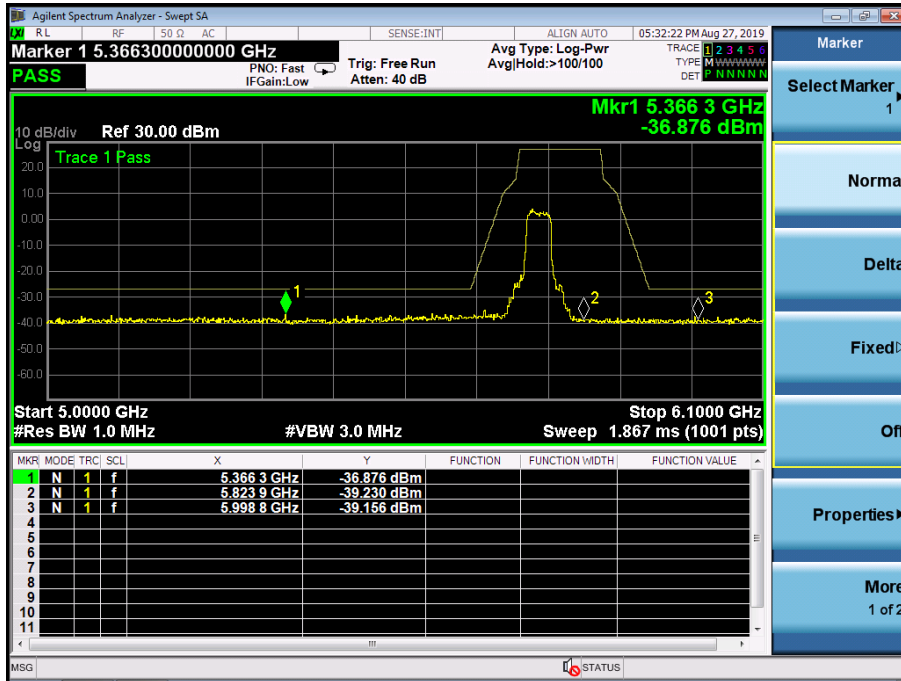 Agilent Spectrum Analyzer - Swept SA
LXI RL RF 50 Ω AC SENSE:INT ALIGN AUTO 05:32:22 PM Aug 27, 2019
Marker 1 5.366300000000 GHz
PASS
PNO: Fast
IFGain:Low
Trig: Free Run
Atten: 40 dB
Avg Type: Log-Pwr
Avg|Hold:>100/100
TRACE 1 2 3 4 5 6
TYPE M WWWWW
DET P N N N N N
Mkr1 5.366 3 GHz
-36.876 dBm
10 dB/div Ref 30.00 dBm
Log
Trace 1 Pass
20.0
10.0
0.00
-10.0
-20.0
-30.0
-40.0
-50.0
-60.0
1
2
3
Start 5.0000 GHz Stop 6.1000 GHz
#Res BW 1.0 MHz #VBW 3.0 MHz Sweep 1.867 ms (1001 pts)
MKR MODE TRC SCL X Y FUNCTION FUNCTION WIDTH FUNCTION VALUE
1 N 1 f 5.366 3 GHz -36.876 dBm
2 N 1 f 5.823 9 GHz -39.230 dBm
3 N 1 f 5.998 8 GHz -39.156 dBm
4
5
6
7
8
9
10
11
MSG STATUS
Marker
Select Marker
1
Norma
Delta
Fixed
Off
Properties
More
1 of 2